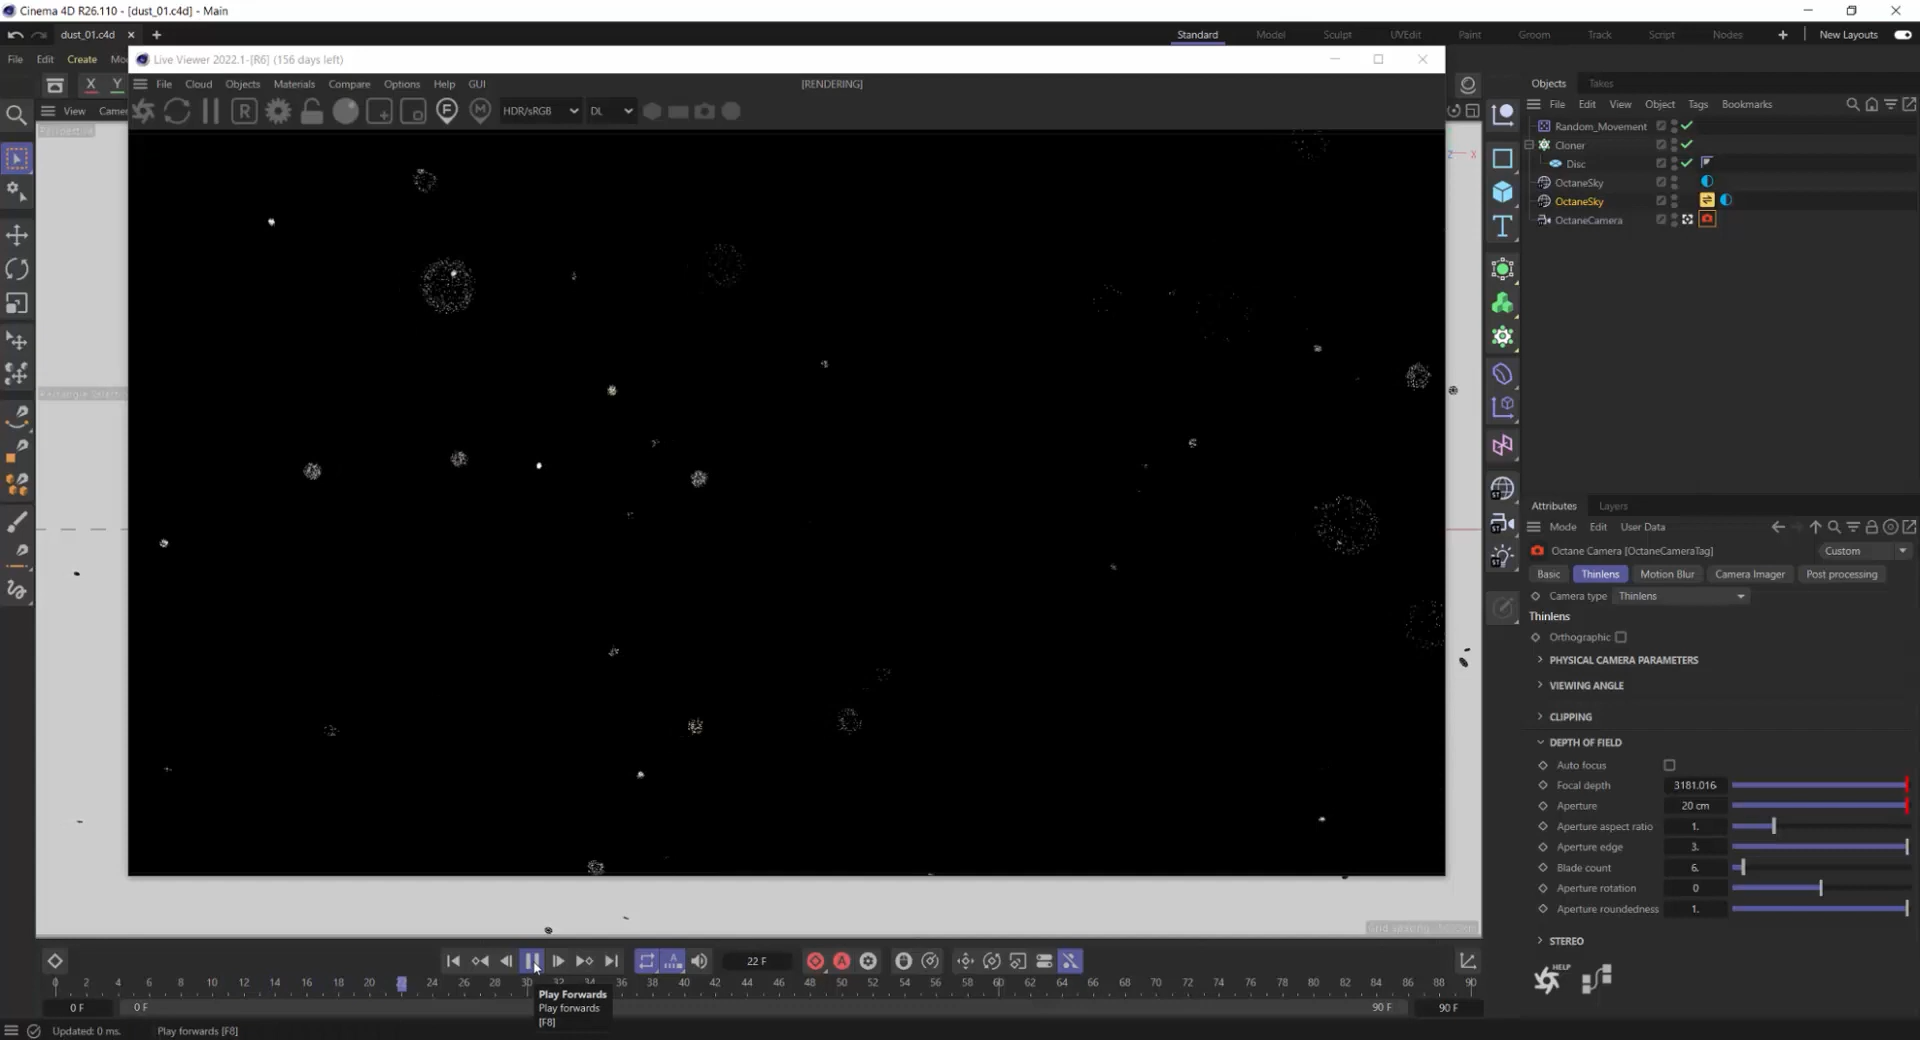 Cinema 4D R26.110 - [dust_01.c4d] - Main
dust_01.c4d
Standard Model Sculpt UVEdit Paint Groom Track Script Nodes New Layouts
File Edit Create
Live Viewer 2022.1-[R6] (156 days left)
File Cloud Objects Materials Compare Options Help GUI [RENDERING]
X Y
View
HDR/sRGB DL
Perspective
Objects Takes
File Edit View Object Tags Bookmarks
Random_Movement
Cloner
Disc
OctaneSky
OctaneSky
OctaneCamera
Attributes Layers
Mode Edit User Data
Octane Camera [OctaneCameraTag] Custom
Basic Thinlens Motion Blur Camera Imager Post processing
Camera type Thinlens
Thinlens
Orthographic
PHYSICAL CAMERA PARAMETERS
VIEWING ANGLE
CLIPPING
DEPTH OF FIELD
Auto focus
Focal depth 3181.016
Aperture 20 cm
Aperture aspect ratio 1.
Aperture edge 3.
Blade count 6.
Aperture rotation 0
Aperture roundedness 1.
STEREO
HELP
22 F
0 2 4 6 8 10 12 14 16 18 20 22 24 26 28 30 32 34 36 38 40 42 44 46 48 50 52 54 56 58 60 62 64 66 68 70 72 74 76 78 80 82 84 86 88 90
0 F 0 F 90 F 90 F
Play Forwards
Play forwards
[F8]
Updated: 0 ms. Play forwards [F8]